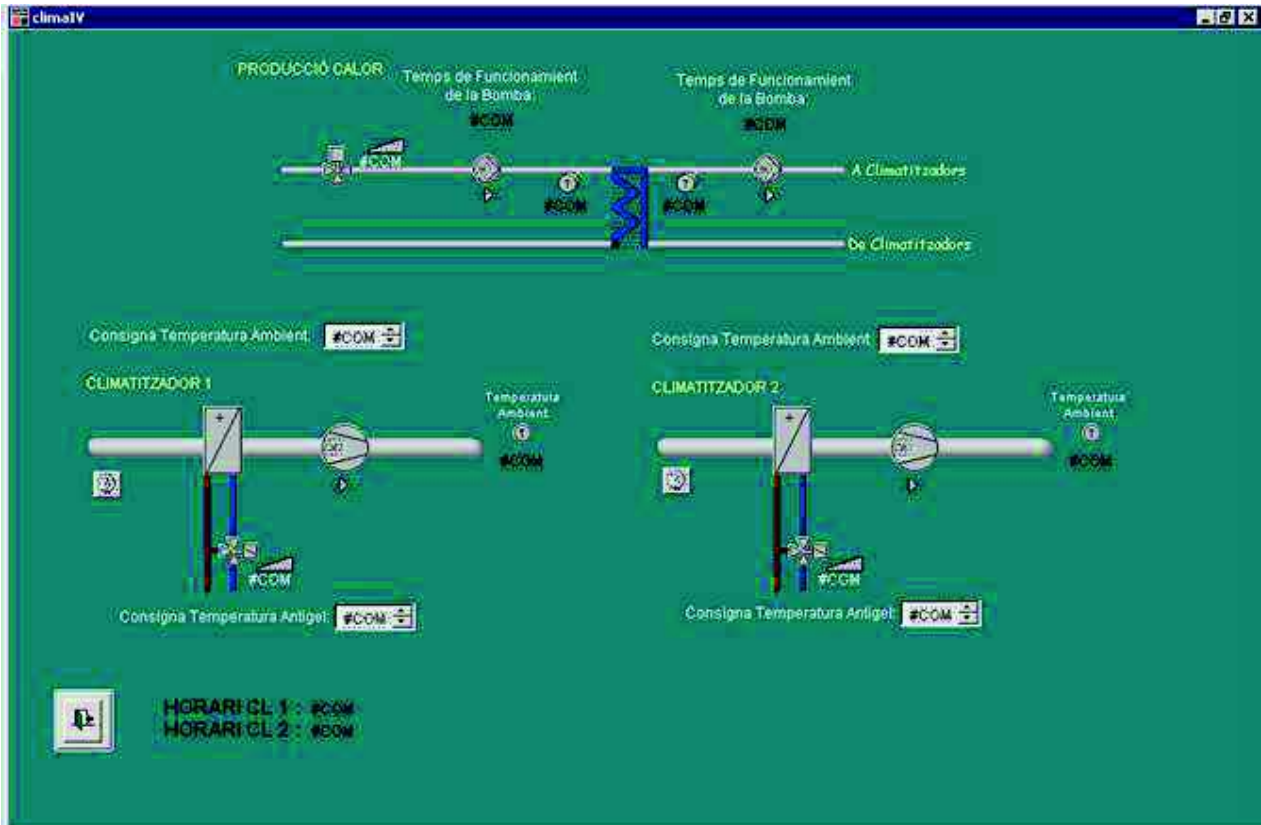 climaIV
PRODUCCIÓ CALOR
Temps de Funcionamient
de la Bomba
#COM
Temps de Funcionamient
de la Bomba
#COM
#COM
A Climatitzadors
#COM
#COM
De Climatitzadors
Consigna Temperatura Ambient #COM
Consigna Temperatura Ambient #COM
CLIMATITZADOR 1
CLIMATITZADOR 2
Temperatura
Ambient
T
#COM
Temperatura
Ambient
T
#COM
#COM
#COM
Consigna Temperatura Antigel: #COM
Consigna Temperatura Antigel: #COM
HORARI CL 1 : #COM
HORARI CL 2 : #COM